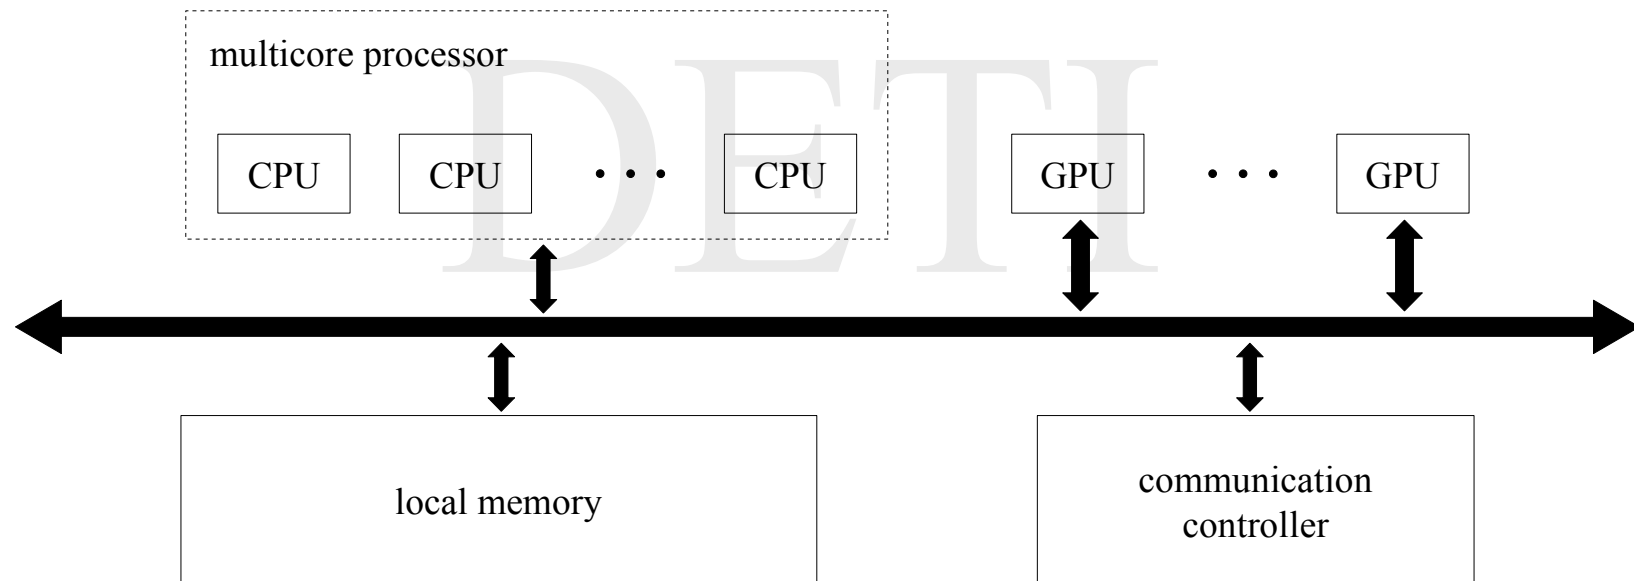 DETI
multicore processor
CPU CPU • • • CPU GPU • • • GPU
local memory
communication
controller